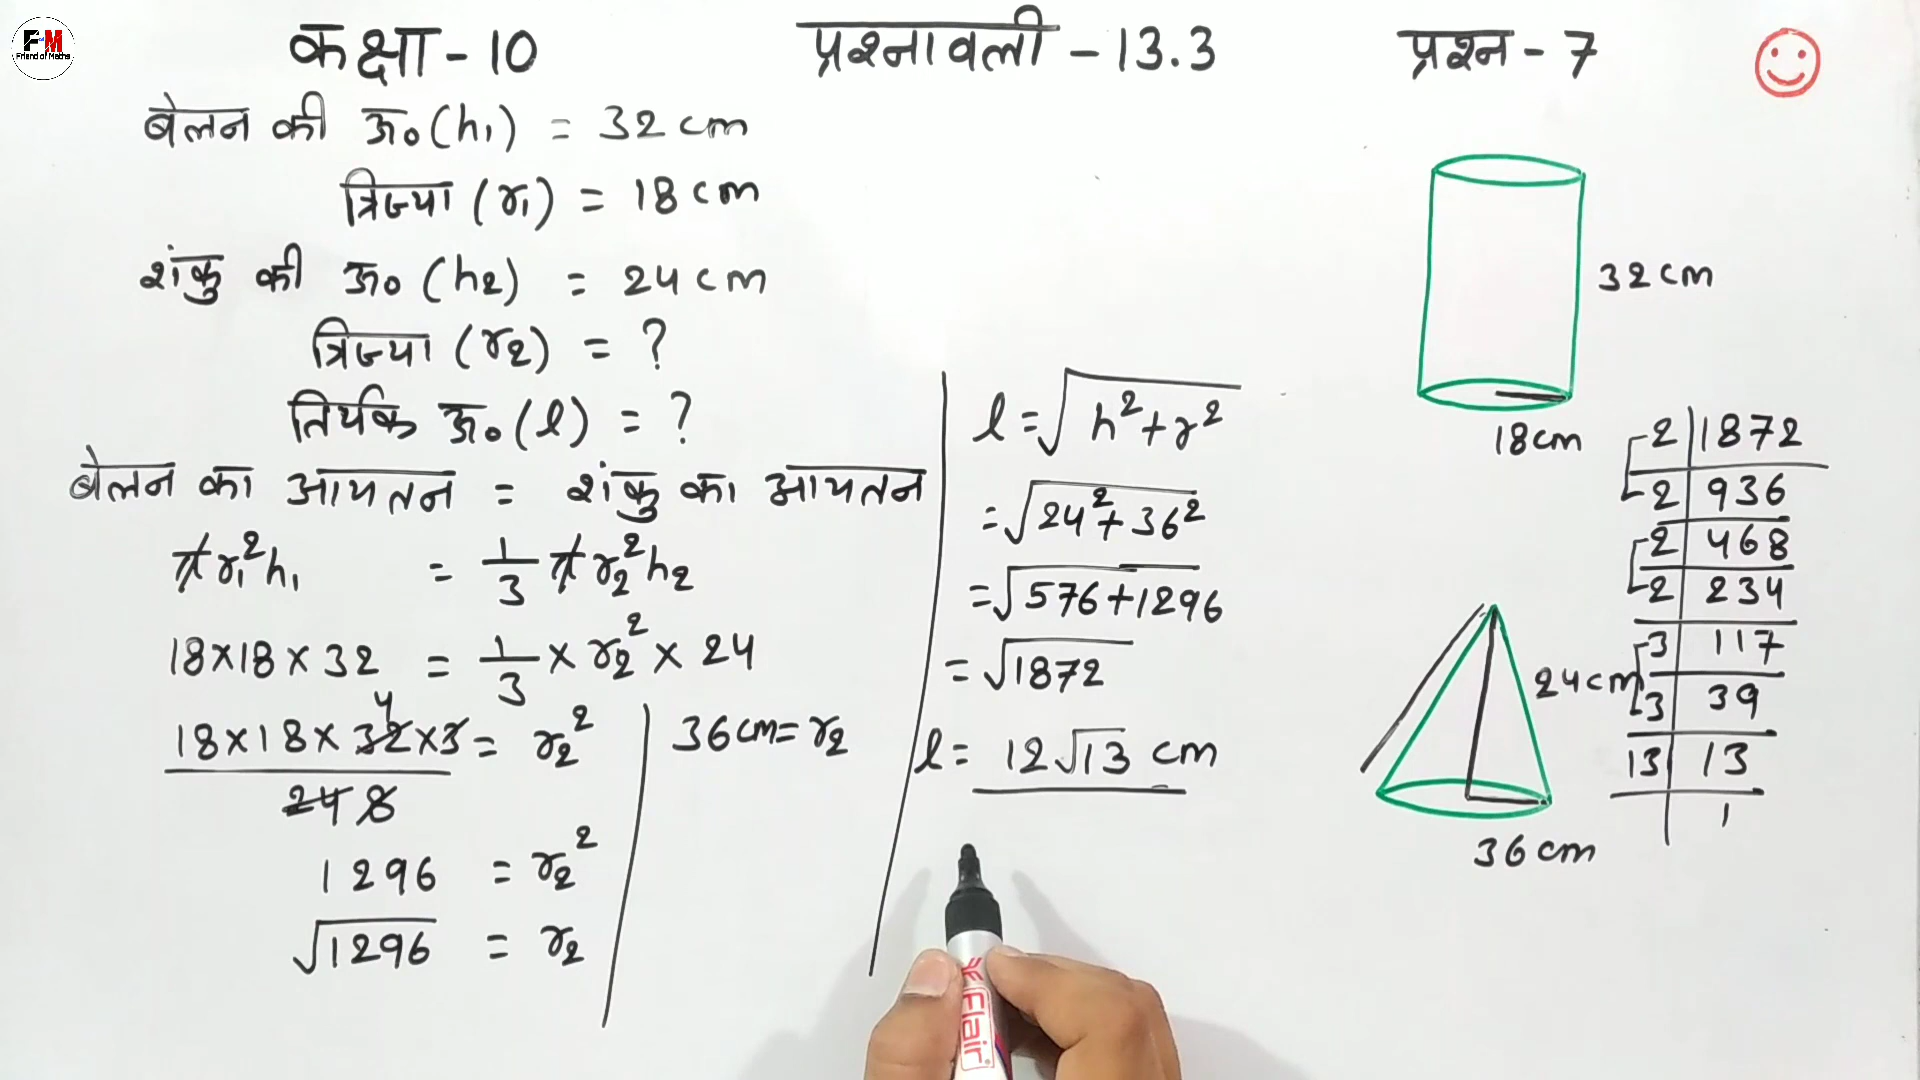 FM
Friend of Maths
कक्षा - 10 प्रश्नावली - 13.3 प्रश्न - 7
बेलन की ऊ० (h₁) = 32 cm
त्रिज्या (r₁) = 18 cm
शंकु की ऊ० (h₂) = 24 cm
त्रिज्या (r₂) = ?
तिर्यक ऊ० (l) = ?
बेलन का आयतन = शंकु का आयतन
πr₁²h₁ = 1/3 πr₂²h₂
18×18×32 = 1/3 × r₂² × 24
18×18×32×3 / 24 = r₂²
4
8
1296 = r₂²
√1296 = r₂
36 cm = r₂
l = √h²+r²
= √24²+36²
= √576+1296
= √1872
l = 12√13 cm
32 cm
18 cm
24 cm
36 cm
2 | 1872
2 | 936
2 | 468
2 | 234
3 | 117
3 | 39
13 | 13
1
Flair